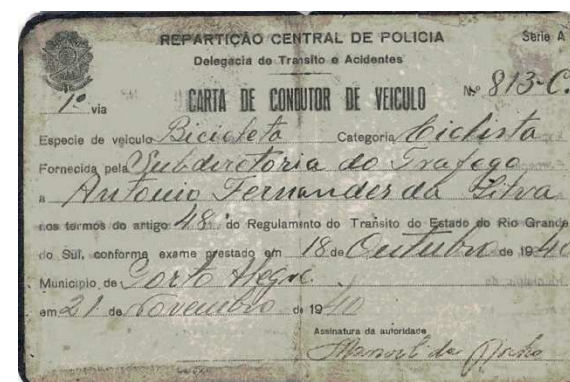 REPARTIÇÃO CENTRAL DE POLICIA Serie A
Delegacia de Transito e Acidentes
1ª via CARTA DE CONDUTOR DE VEICULO Nº 813-C.
Especie de veiculo Bicicleta Categoria Ciclista
Fornecida pela Subdiretoria do Trafego
a Antonio Fernandes da Silva
nos termos do artigo 48 do Regulamento do Trânsito do Estado do Rio Grande
do Sul, conforme exame prestado em 18 de Outubro de 1940
Municipio de Porto Alegre.
em 21 de Novembro de 1940
Assinatura da autoridade